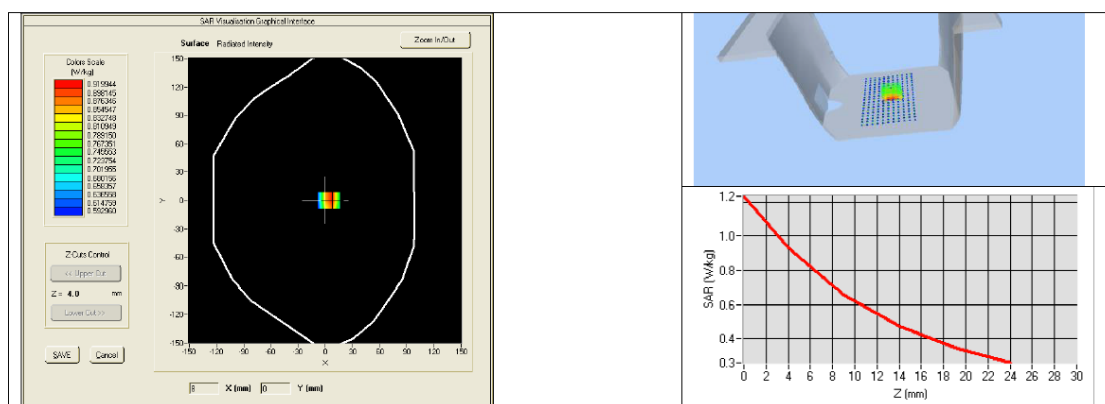 SAR Visualisation Graphical Interface
Surface Radiated Intensity
Zoom In/Out
Colors Scale
(W/kg)
0.919944
0.898145
0.876346
0.854547
0.832748
0.810949
0.789150
0.767351
0.745553
0.723754
0.701955
0.680156
0.658357
0.636558
0.614759
0.592960
Z-Cuts Control
<< Upper Cut
Z = 4.0 mm
Lower Cut >>
SAVE Cancel
150
120
90
60
30
0
-30
-60
-90
-120
-150
Y
-150 -120 -90 -60 -30 0 30 60 90 120 150
X
8 X (mm) 0 Y (mm)
1.2
1.0
0.8
0.6
0.4
0.3
SAR (W/kg)
0 2 4 6 8 10 12 14 16 18 20 22 24 26 28 30
Z (mm)